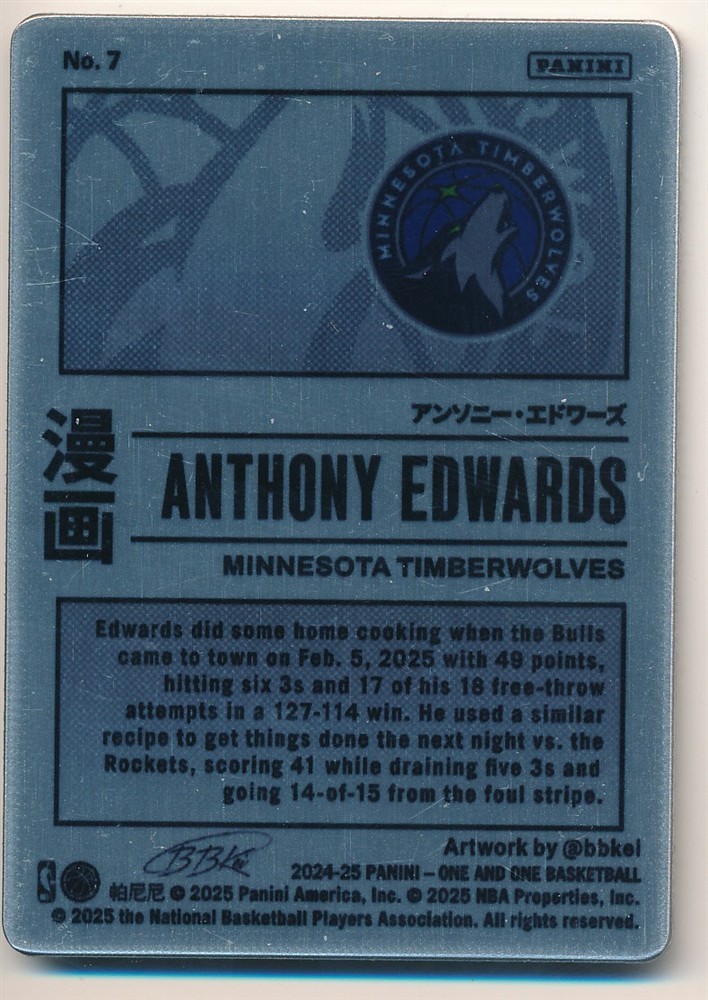 No. 7
PANINI
MINNESOTA TIMBERWOLVES
アンソニー・エドワーズ
漫画
ANTHONY EDWARDS
MINNESOTA TIMBERWOLVES
Edwards did some home cooking when the Bulls
came to town on Feb. 5, 2025 with 49 points,
hitting six 3s and 17 of his 18 free-throw
attempts in a 127-114 win. He used a similar
recipe to get things done the next night vs. the
Rockets, scoring 41 while draining five 3s and
going 14-of-15 from the foul stripe.
BBKei
Artwork by @bbkei
2024-25 PANINI – ONE AND ONE BASKETBALL
帕尼尼 © 2025 Panini America, Inc. © 2025 NBA Properties, Inc.
© 2025 the National Basketball Players Association. All rights reserved.